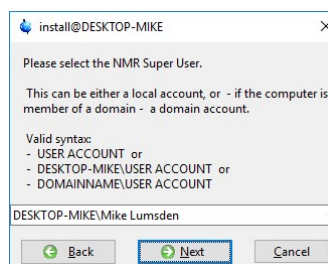 install@DESKTOP-MIKE
Please select the NMR Super User.
This can be either a local account, or - if the computer is
member of a domain - a domain account.
Valid syntax:
- USER ACCOUNT or
- DESKTOP-MIKE\USER ACCOUNT or
- DOMAINNAME\USER ACCOUNT
DESKTOP-MIKE\Mike Lumsden
Back Next Cancel